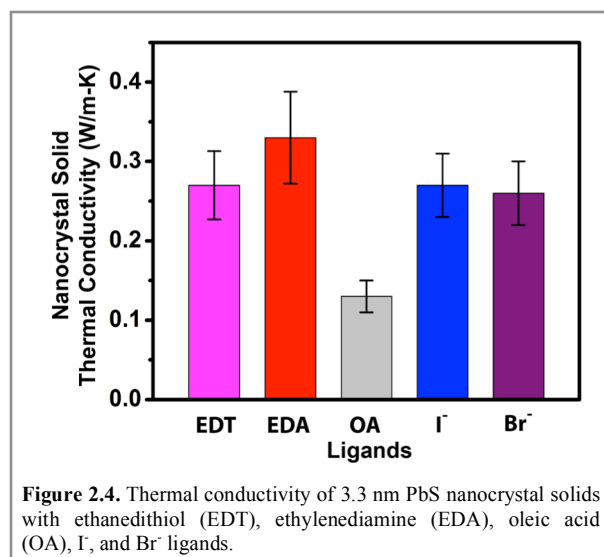 Nanocrystal Solid
Thermal Conductivity (W/m-K)
0.4
0.3
0.2
0.1
0.0
EDT EDA OA I⁻ Br⁻
Ligands
Figure 2.4. Thermal conductivity of 3.3 nm PbS nanocrystal solids
with ethanedithiol (EDT), ethylenediamine (EDA), oleic acid
(OA), I⁻, and Br⁻ ligands.